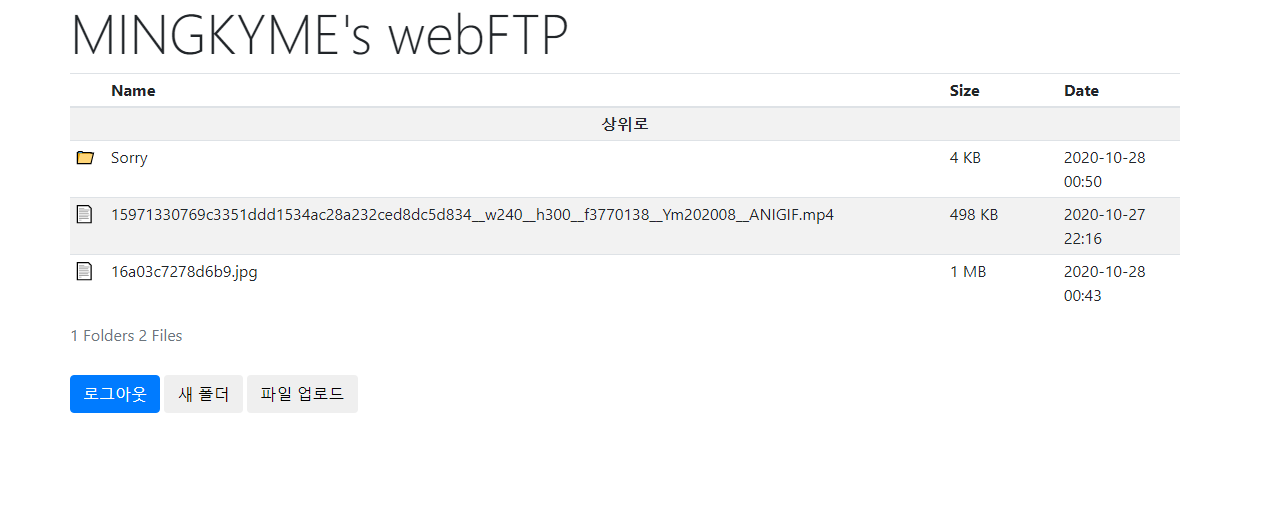 MINGKYME's webFTP
Name Size Date
상위로
Sorry 4 KB 2020-10-28
00:50
15971330769c3351ddd1534ac28a232ced8dc5d834__w240__h300__f3770138__Ym202008__ANIGIF.mp4 498 KB 2020-10-27
22:16
16a03c7278d6b9.jpg 1 MB 2020-10-28
00:43
1 Folders 2 Files
로그아웃 새 폴더 파일 업로드